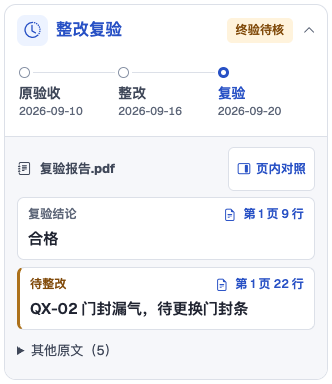 整改复验
终验待核
原验收 整改 复验
2026-09-10 2026-09-16 2026-09-20
复验报告.pdf
页内对照
复验结论 第 1 页 9 行
合格
待整改 第 1 页 22 行
QX-02 门封漏气，待更换门封条
其他原文（5）